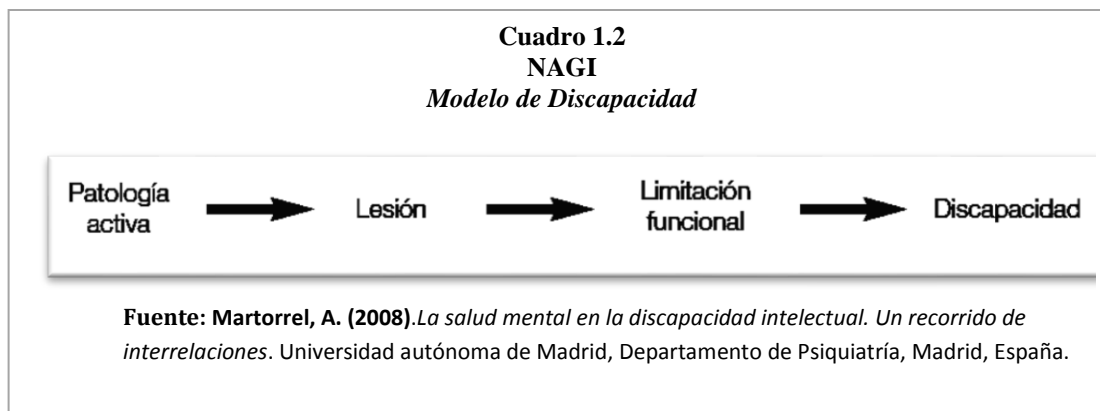 Cuadro 1.2
NAGI
Modelo de Discapacidad
Patología
activa
Lesión
Limitación
funcional
Discapacidad
Fuente: Martorrel, A. (2008).La salud mental en la discapacidad intelectual. Un recorrido de
interrelaciones. Universidad autónoma de Madrid, Departamento de Psiquiatría, Madrid, España.